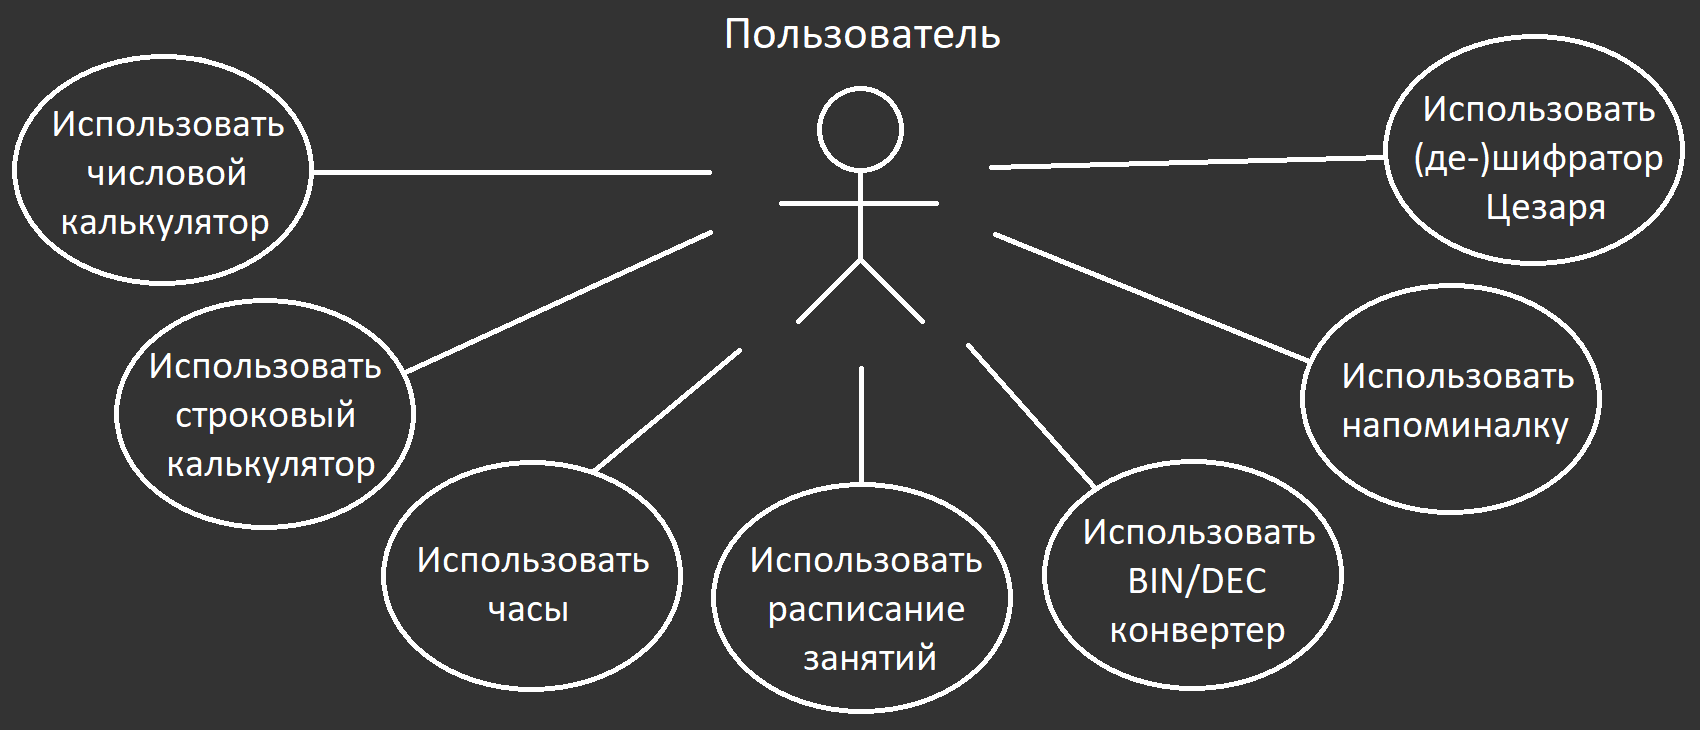 Пользователь
Использовать
числовой
калькулятор
Использовать
строковый
калькулятор
Использовать
часы
Использовать
расписание
занятий
Использовать
BIN/DEC
конвертер
Использовать
напоминалку
Использовать
(де-)шифратор
Цезаря